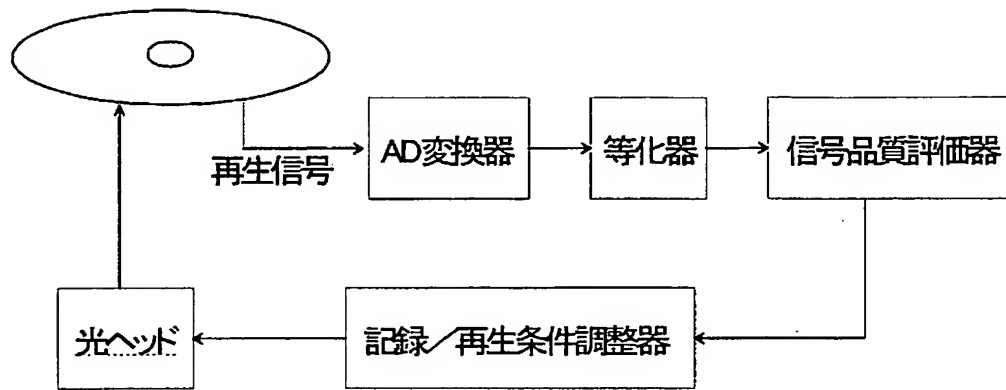 再生信号
AD変換器
等化器
信号品質評価器
光ヘッド
記録／再生条件調整器